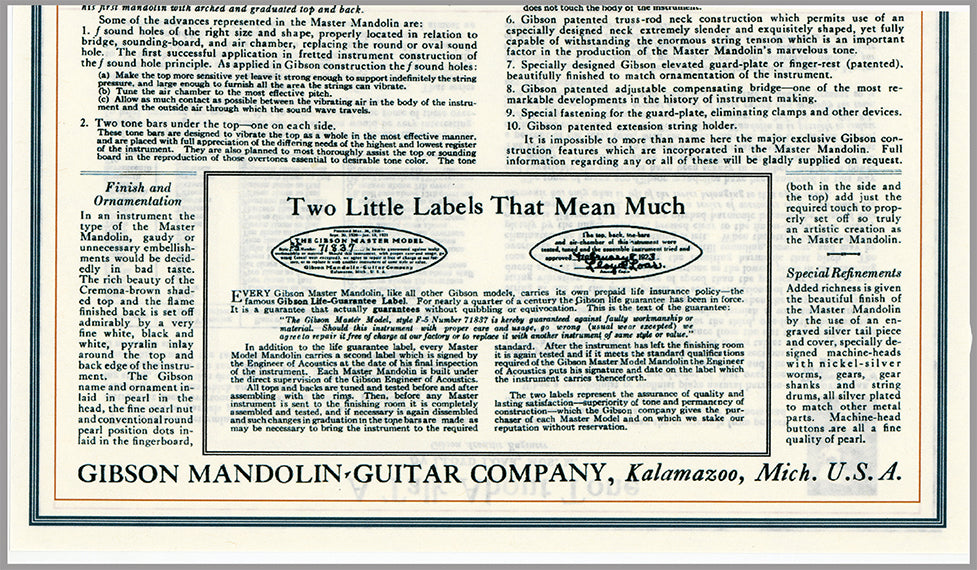 his first mandolin with arched and graduated top and back.
Some of the advances represented in the Master Mandolin are:
1. f sound holes of the right size and shape, properly located in relation to
bridge, sounding-board, and air chamber, replacing the round or oval sound
hole. The first successful application in fretted instrument construction of
the f sound hole principle. As applied in Gibson construction the f sound holes:
(a) Make the top more sensitive yet leave it strong enough to support indefinitely the string
pressure, and large enough to furnish all the area the strings can vibrate.
(b) Tune the air chamber to the most effective pitch.
(c) Allow as much contact as possible between the vibrating air in the body of the instru-
ment and the outside air through which the sound wave travels.
2. Two tone bars under the top—one on each side.
These tone bars are designed to vibrate the top as a whole in the most effective manner,
and are placed with full appreciation of the differing needs of the highest and lowest register
of the instrument. They are also planned to most thoroughly assist the top or sounding
board in the reproduction of those overtones essential to desirable tone color. The tone
does not touch the body of the instrument.
6. Gibson patented truss-rod neck construction which permits use of an
especially designed neck extremely slender and exquisitely shaped, yet fully
capable of withstanding the enormous string tension which is an important
factor in the production of the Master Mandolin's marvelous tone.
7. Specially designed Gibson elevated guard-plate or finger-rest (patented),
beautifully finished to match ornamentation of the instrument.
8. Gibson patented adjustable compensating bridge—one of the most re-
markable developments in the history of instrument making.
9. Special fastening for the guard-plate, eliminating clamps and other devices.
10. Gibson patented extension string holder.
It is impossible to more than name here the major exclusive Gibson con-
struction features which are incorporated in the Master Mandolin. Full
information regarding any or all of these will be gladly supplied on request.
Finish and
Ornamentation
In an instrument the
type of the Master
Mandolin, gaudy or
unnecessary embellish-
ments would be decid-
edly in bad taste.
The rich beauty of the
Cremona-brown shad-
ed top and the flame
finished back is set off
admirably by a very
fine white, black and
white, pyralin inlay
around the top and
back edge of the instru-
ment. The Gibson
name and ornament in-
laid in pearl in the
head, the fine pearl nut
and conventional round
pearl position dots in-
laid in the fingerboard,
Two Little Labels That Mean Much
THE GIBSON MASTER MODEL
Number 71837 is hereby guaranteed against faulty
Gibson Mandolin-Guitar Company
Kalamazoo, Mich., U. S. A.
The top, back, tone-bars
and air-chamber of this instrument were
tested, tuned and the assembled instrument tried and
approved February 8 1923
Lloyd Loar
EVERY Gibson Master Mandolin, like all other Gibson models, carries its own prepaid life insurance policy—the
famous Gibson Life-Guarantee Label. For nearly a quarter of a century the Gibson life guarantee has been in force.
It is a guarantee that actually guarantees without quibbling or equivocation. This is the text of the guarantee:
"The Gibson Master Model, style F-5 Number 71837 is hereby guaranteed against faulty workmanship or
material. Should this instrument with proper care and usage, go wrong (usual wear excepted) we
agree to repair it free of charge at our factory or to replace it with another instrument of same style or value."
In addition to the life guarantee label, every Master
Model Mandolin carries a second label which is signed by
the Engineer of Acoustics at the date of his final inspection
of the instrument. Each Master Mandolin is built under
the direct supervision of the Gibson Engineer of Acoustics.
All tops and backs are tuned and tested before and after
assembling with the rims. Then, before any Master
instrument is sent to the finishing room it is completely
assembled and tested, and if necessary is again dissembled
and such changes in graduation in the tope bars are made as
may be necessary to bring the instrument to the required
standard. After the instrument has left the finishing room
it is again tested and if it meets the standard qualifications
required of the Gibson Master Model Mandolin the Engineer
of Acoustics puts his signature and date on the label which
the instrument carries thenceforth.
The two labels represent the assurance of quality and
lasting satisfaction—superiority of tone and permanency of
construction—which the Gibson company gives the pur-
chaser of each Master Model and on which we stake our
reputation without reservation.
(both in the side and
the top) add just the
required touch to prop-
erly set off so truly
an artistic creation as
the Master Mandolin.
Special Refinements
Added richness is given
the beautiful finish of
the Master Mandolin
by the use of an en-
graved silver tail piece
and cover, specially de-
signed machine-heads
with nickel-silver
worms, gears, gear
shanks and string
drums, all silver plated
to match other metal
parts. Machine-head
buttons are all a fine
quality of pearl.
GIBSON MANDOLIN-GUITAR COMPANY, Kalamazoo, Mich. U. S. A.